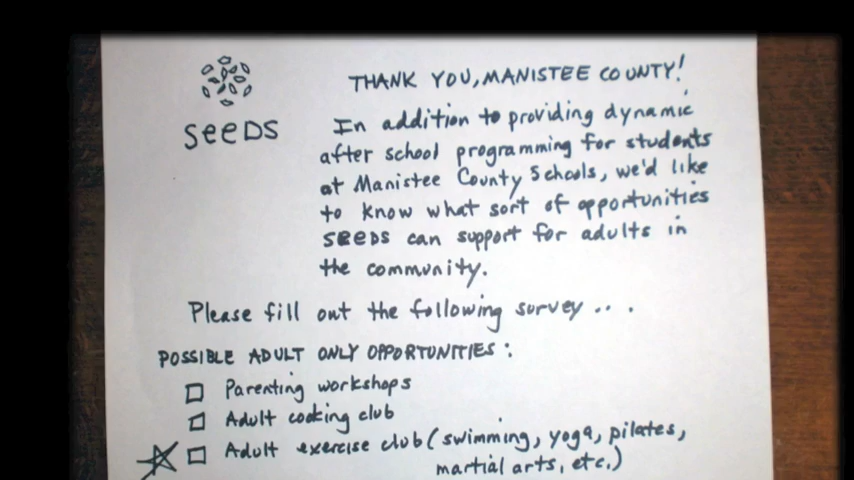 SEEDS
THANK YOU, MANISTEE COUNTY!
In addition to providing dynamic
after school programming for students
at Manistee County Schools, we'd like
to know what sort of opportunities
SEEDS can support for adults in
the community.
Please fill out the following survey...
POSSIBLE ADULT ONLY OPPORTUNITIES:
Parenting workshops
Adult cooking club
Adult exercise club (swimming, yoga, pilates,
martial arts, etc.)